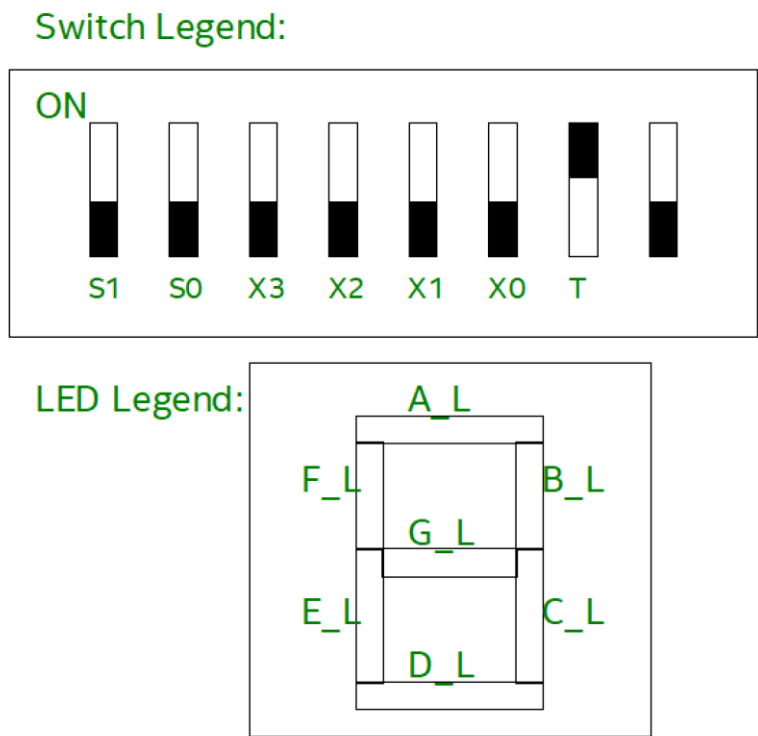 Switch Legend:
ON
S1 S0 X3 X2 X1 X0 T
LED Legend:
A_L
F_L B_L
G_L
E_L C_L
D_L